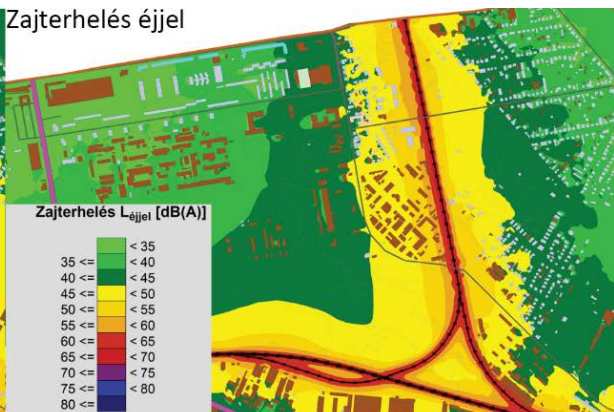 Zajterhelés éjjel
Zajterhelés Léjjel [dB(A)]
< 35
35 <= < 40
40 <= < 45
45 <= < 50
50 <= < 55
55 <= < 60
60 <= < 65
65 <= < 70
70 <= < 75
75 <= < 80
80 <=